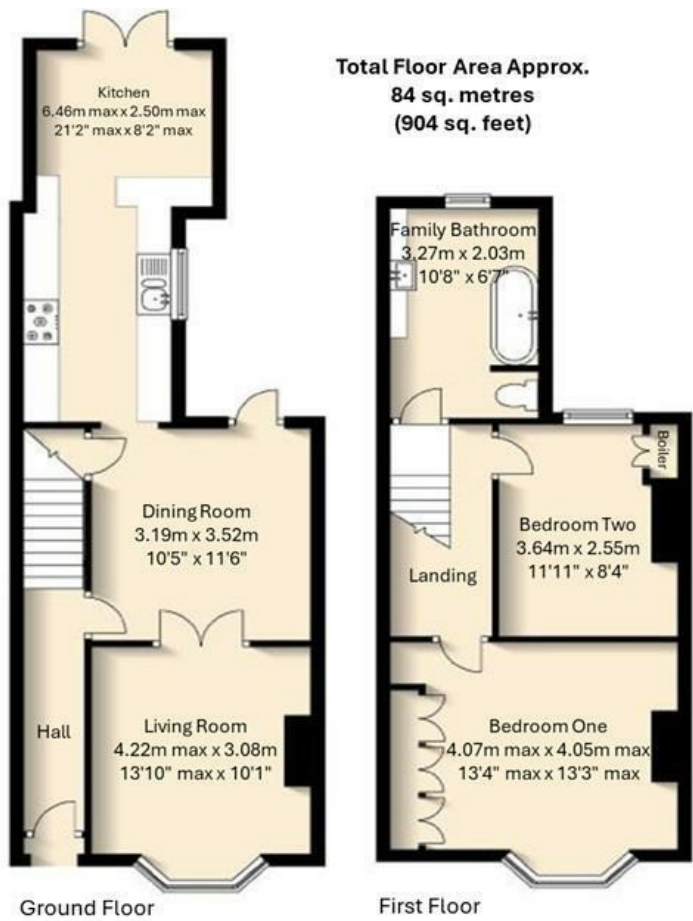 Total Floor Area Approx.
84 sq. metres
(904 sq. feet)
Kitchen
6.46m max x 2.50m max
21'2" max x 8'2" max
Dining Room
3.19m x 3.52m
10'5" x 11'6"
Hall
Living Room
4.22m max x 3.08m
13'10" max x 10'1"
Ground Floor
Family Bathroom
3.27m x 2.03m
10'8" x 6'7"
Boiler
Bedroom Two
3.64m x 2.55m
11'11" x 8'4"
Landing
Bedroom One
4.07m max x 4.05m max
13'4" max x 13'3" max
First Floor